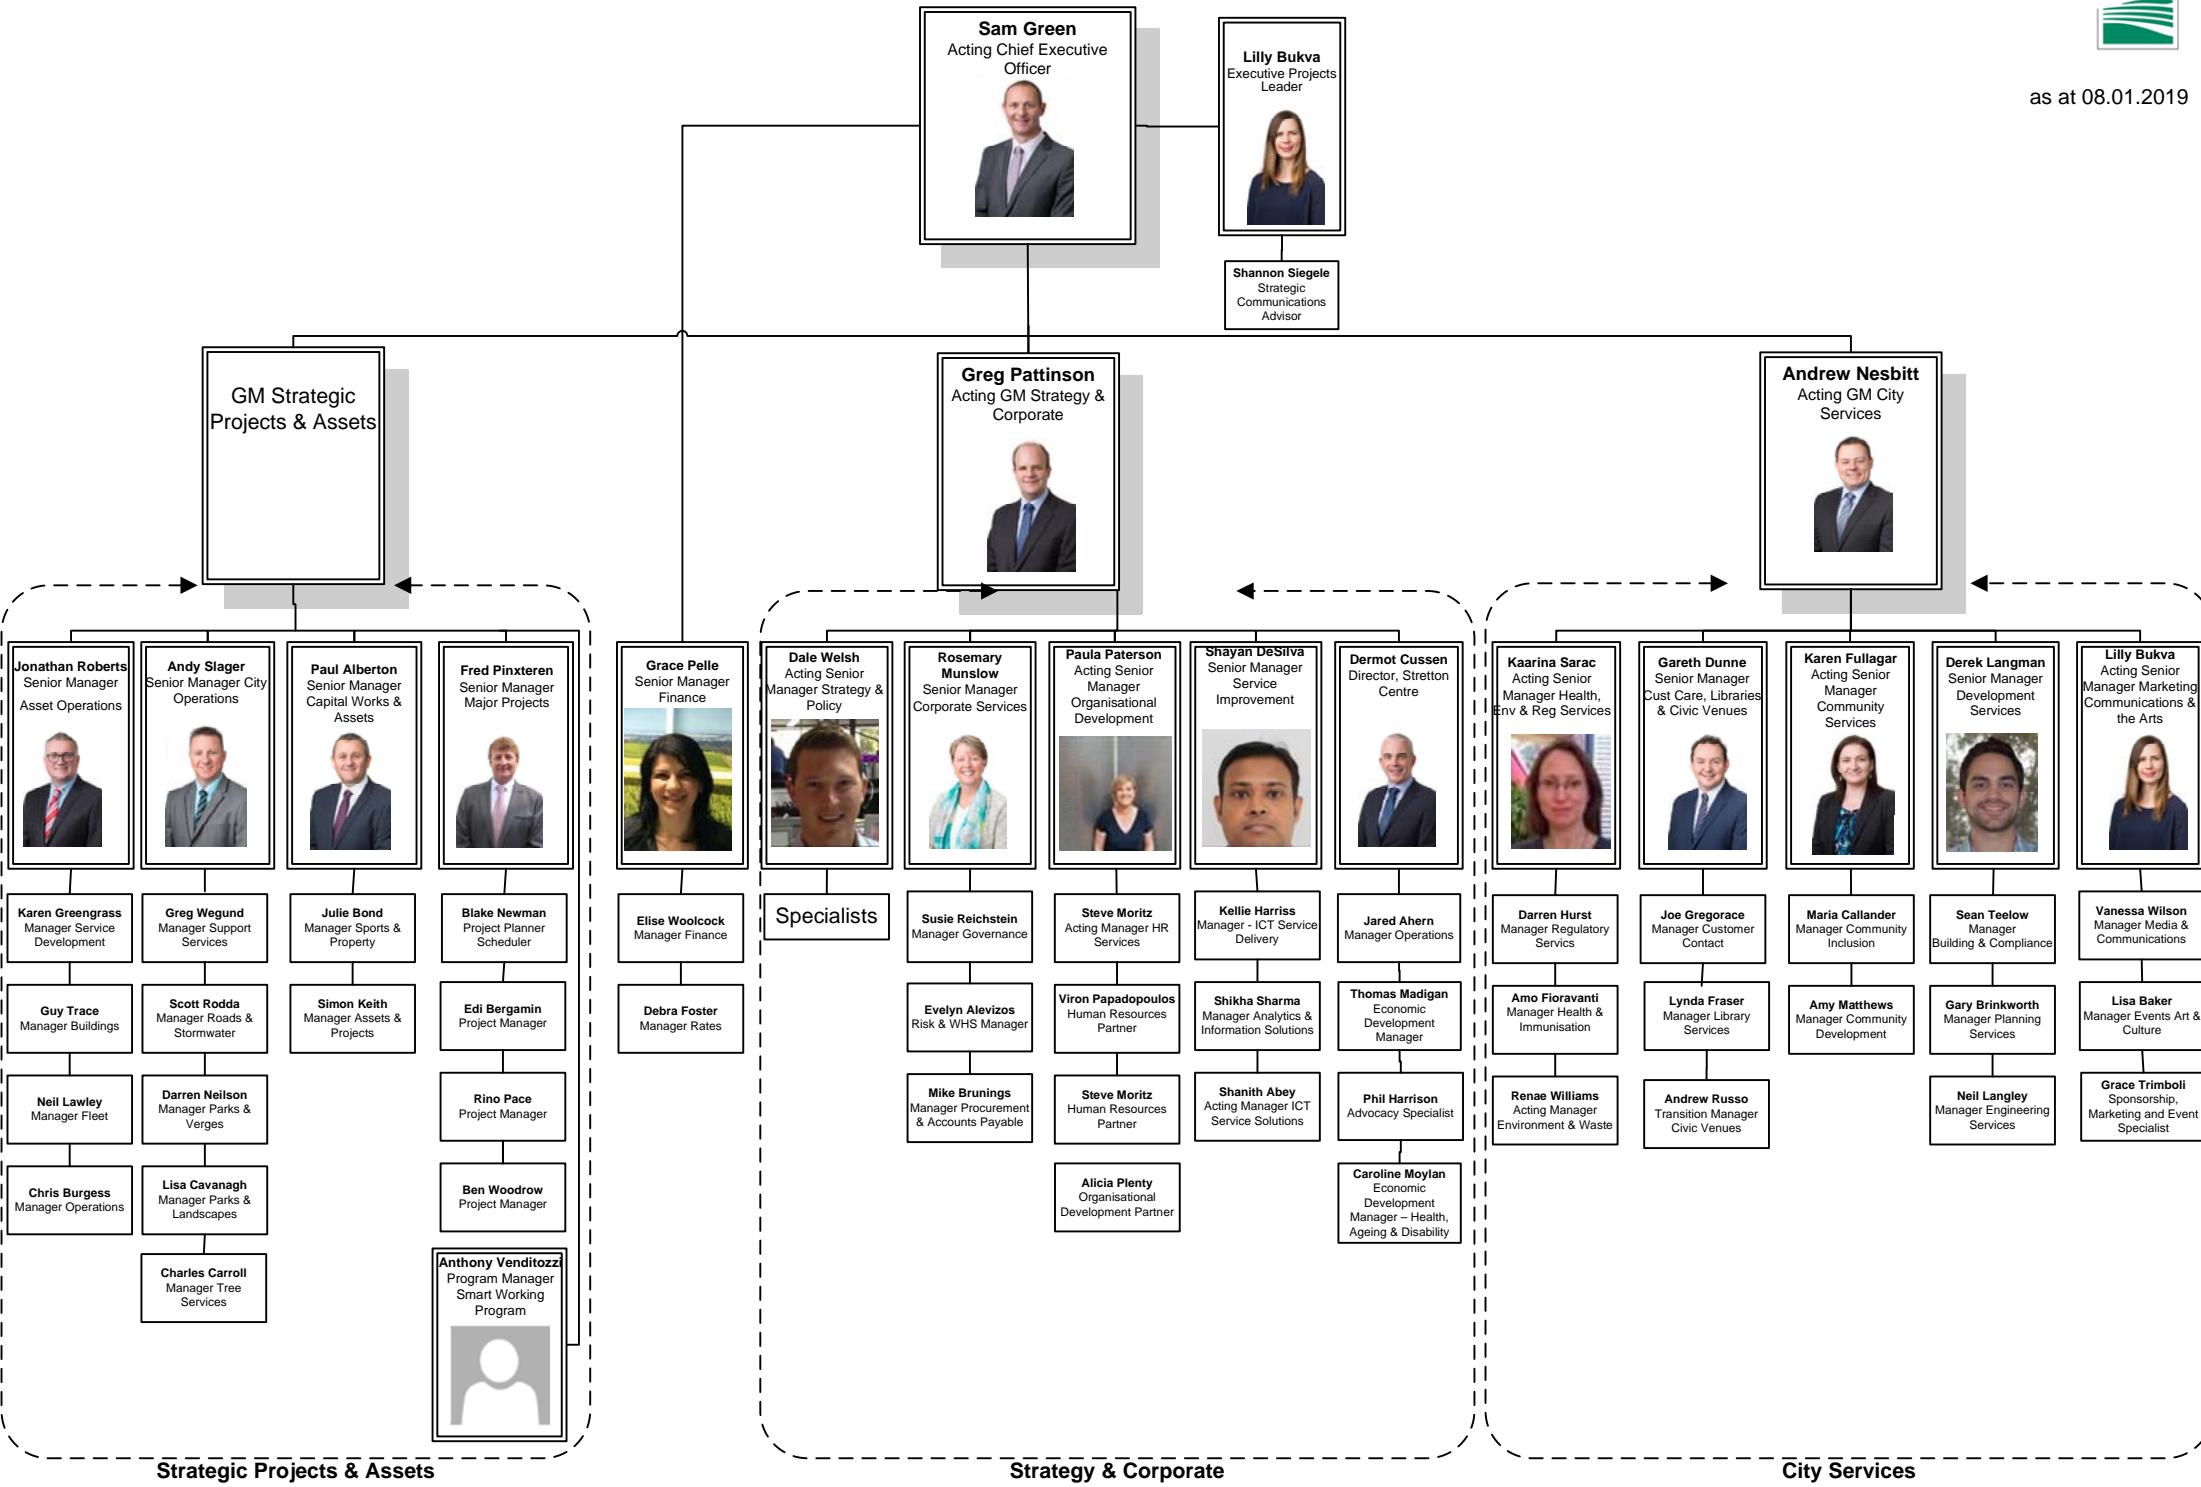 Sam Green
Acting Chief Executive
Officer
Lilly Bukva
Executive Projects
Leader
as at 08.01.2019
Shannon Siegele
Strategic
Communications
Advisor
GM Strategic
Projects & Assets
Greg Pattinson
Acting GM Strategy &
Corporate
Andrew Nesbitt
Acting GM City
Services
Jonathan Roberts
Senior Manager
Asset Operations
Andy Slager
Senior Manager City
Operations
Paul Alberton
Senior Manager
Capital Works &
Assets
Fred Pinxteren
Senior Manager
Major Projects
Grace Pelle
Senior Manager
Finance
Dale Welsh
Acting Senior
Manager Strategy &
Policy
Rosemary
Munslow
Senior Manager
Corporate Services
Paula Paterson
Acting Senior
Manager
Organisational
Development
Shayan DeSilva
Senior Manager
Service
Improvement
Dermot Cussen
Director, Stretton
Centre
Kaarina Sarac
Acting Senior
Manager Health,
Env & Reg Services
Gareth Dunne
Senior Manager
Cust Care, Libraries
& Civic Venues
Karen Fullagar
Acting Senior
Manager
Community
Services
Derek Langman
Senior Manager
Development
Services
Lilly Bukva
Acting Senior
Manager Marketing
Communications &
the Arts
Karen Greengrass
Manager Service
Development
Greg Wegund
Manager Support
Services
Julie Bond
Manager Sports &
Property
Blake Newman
Project Planner
Scheduler
Elise Woolcock
Manager Finance
Specialists
Susie Reichstein
Manager Governance
Steve Moritz
Acting Manager HR
Services
Kellie Harriss
Manager - ICT Service
Delivery
Jared Ahern
Manager Operations
Darren Hurst
Manager Regulatory
Servics
Joe Gregorace
Manager Customer
Contact
Maria Callander
Manager Community
Inclusion
Sean Teelow
Manager
Building & Compliance
Vanessa Wilson
Manager Media &
Communications
Guy Trace
Manager Buildings
Scott Rodda
Manager Roads &
Stormwater
Simon Keith
Manager Assets &
Projects
Edi Bergamin
Project Manager
Debra Foster
Manager Rates
Evelyn Alevizos
Risk & WHS Manager
Viron Papadopoulos
Human Resources
Partner
Shikha Sharma
Manager Analytics &
Information Solutions
Thomas Madigan
Economic
Development
Manager
Amo Fioravanti
Manager Health &
Immunisation
Lynda Fraser
Manager Library
Services
Amy Matthews
Manager Community
Development
Gary Brinkworth
Manager Planning
Services
Lisa Baker
Manager Events Art &
Culture
Neil Lawley
Manager Fleet
Darren Neilson
Manager Parks &
Verges
Rino Pace
Project Manager
Mike Brunings
Manager Procurement
& Accounts Payable
Steve Moritz
Human Resources
Partner
Shanith Abey
Acting Manager ICT
Service Solutions
Phil Harrison
Advocacy Specialist
Renae Williams
Acting Manager
Environment & Waste
Andrew Russo
Transition Manager
Civic Venues
Neil Langley
Manager Engineering
Services
Grace Trimboli
Sponsorship,
Marketing and Event
Specialist
Chris Burgess
Manager Operations
Lisa Cavanagh
Manager Parks &
Landscapes
Ben Woodrow
Project Manager
Alicia Plenty
Organisational
Development Partner
Caroline Moylan
Economic
Development
Manager – Health,
Ageing & Disability
Charles Carroll
Manager Tree
Services
Anthony Venditozzi
Program Manager
Smart Working
Program
Strategic Projects & Assets
Strategy & Corporate
City Services